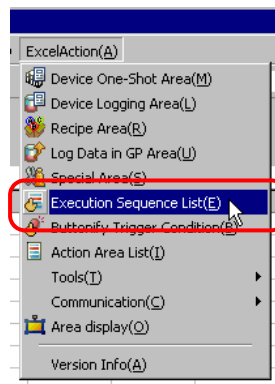 ExcelAction(A)
Device One-Shot Area(M)
Device Logging Area(L)
Recipe Area(R)
Log Data in GP Area(U)
Special Area(S)
Execution Sequence List(E)
Buttonify Trigger Condition(B)
Action Area List(I)
Tools(T)
Communication(C)
Area display(O)
Version Info(A)